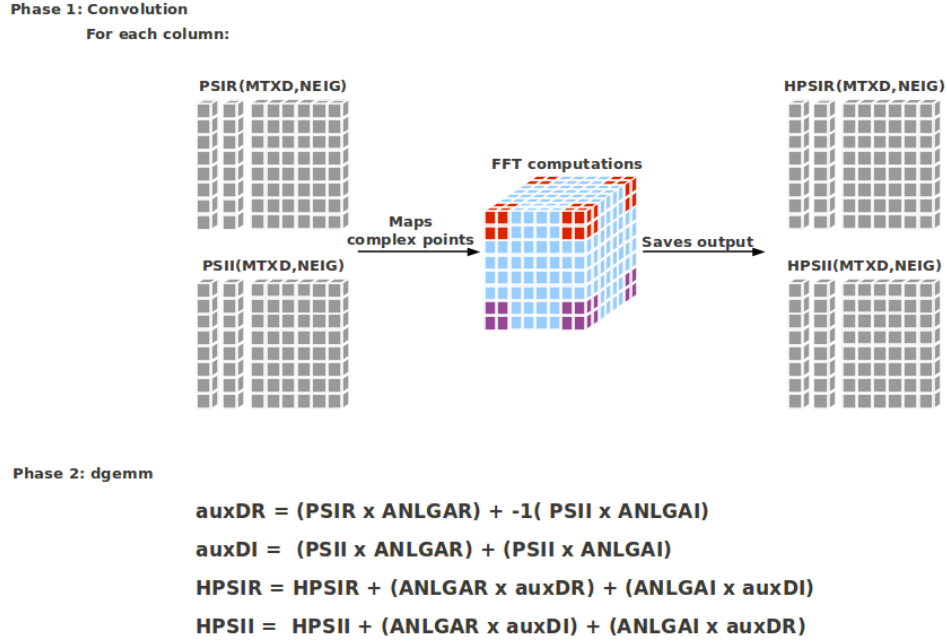 Phase 1: Convolution
For each column:
PSIR(MTXD,NEIG)
HPSIR(MTXD,NEIG)
FFT computations
Maps
complex points
Saves output
PSII(MTXD,NEIG)
HPSII(MTXD,NEIG)
Phase 2: dgemm
auxDR = (PSIR x ANLGAR) + -1( PSII x ANLGAI)
auxDI =  (PSII x ANLGAR) + (PSII x ANLGAI)
HPSIR = HPSIR + (ANLGAR x auxDR) + (ANLGAI x auxDI)
HPSII =  HPSII + (ANLGAR x auxDI) + (ANLGAI x auxDR)